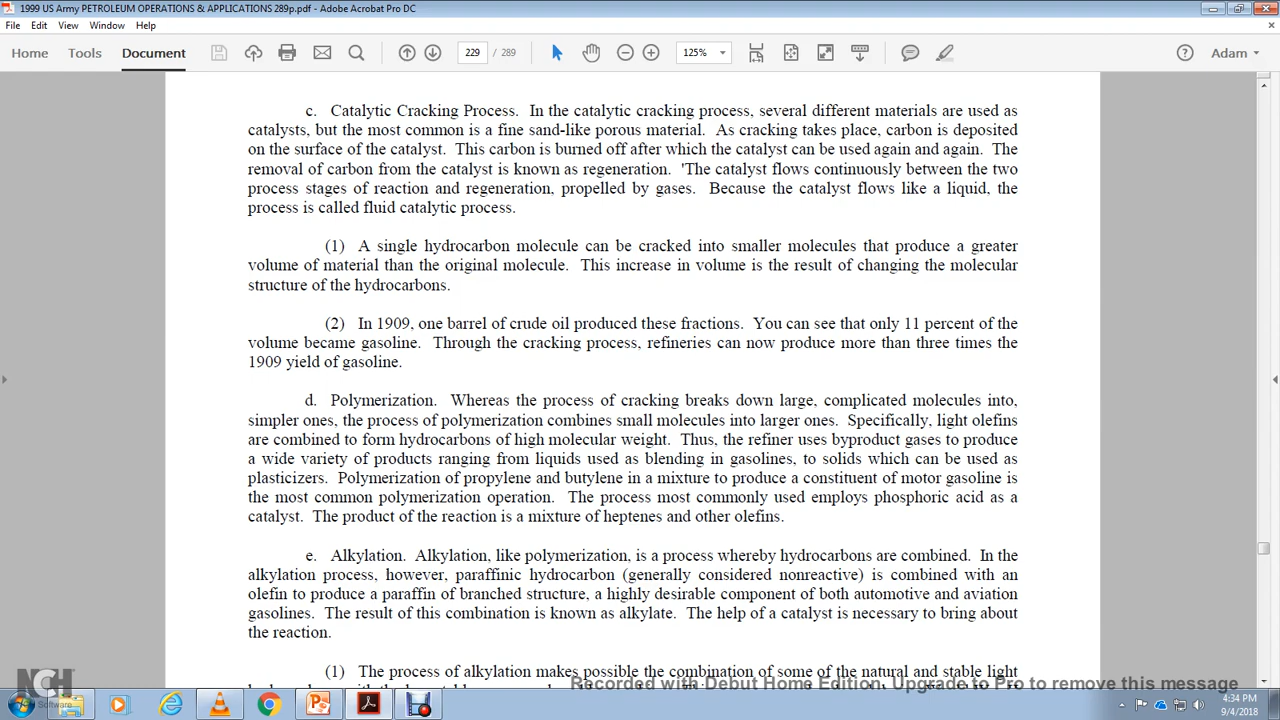 1999 US Army PETROLEUM OPERATIONS & APPLICATIONS 289p.pdf - Adobe Acrobat Pro DC
File Edit View Window Help
Home Tools Document 229 / 289 125% Adam
c. Catalytic Cracking Process. In the catalytic cracking process, several different materials are used as
catalysts, but the most common is a fine sand-like porous material. As cracking takes place, carbon is deposited
on the surface of the catalyst. This carbon is burned off after which the catalyst can be used again and again. The
removal of carbon from the catalyst is known as regeneration. 'The catalyst flows continuously between the two
process stages of reaction and regeneration, propelled by gases. Because the catalyst flows like a liquid, the
process is called fluid catalytic process.
(1) A single hydrocarbon molecule can be cracked into smaller molecules that produce a greater
volume of material than the original molecule. This increase in volume is the result of changing the molecular
structure of the hydrocarbons.
(2) In 1909, one barrel of crude oil produced these fractions. You can see that only 11 percent of the
volume became gasoline. Through the cracking process, refineries can now produce more than three times the
1909 yield of gasoline.
d. Polymerization. Whereas the process of cracking breaks down large, complicated molecules into,
simpler ones, the process of polymerization combines small molecules into larger ones. Specifically, light olefins
are combined to form hydrocarbons of high molecular weight. Thus, the refiner uses byproduct gases to produce
a wide variety of products ranging from liquids used as blending in gasolines, to solids which can be used as
plasticizers. Polymerization of propylene and butylene in a mixture to produce a constituent of motor gasoline is
the most common polymerization operation. The process most commonly used employs phosphoric acid as a
catalyst. The product of the reaction is a mixture of heptenes and other olefins.
e. Alkylation. Alkylation, like polymerization, is a process whereby hydrocarbons are combined. In the
alkylation process, however, paraffinic hydrocarbon (generally considered nonreactive) is combined with an
olefin to produce a paraffin of branched structure, a highly desirable component of both automotive and aviation
gasolines. The result of this combination is known as alkylate. The help of a catalyst is necessary to bring about
the reaction.
(1) The process of alkylation makes possible the combination of some of the natural and stable light
Recorded with Debut Home Edition. Upgrade to Pro to remove this message
NCH
Software
4:34 PM
9/4/2018